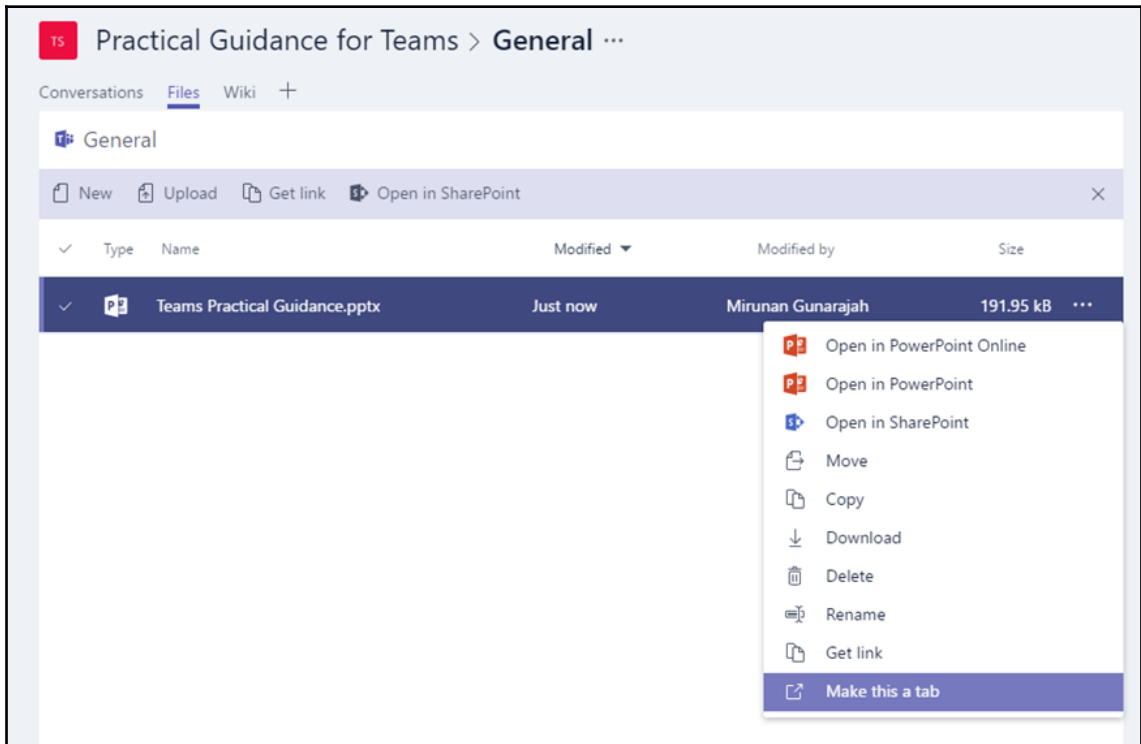 TS Practical Guidance for Teams > General ···
Conversations Files Wiki +
General
New Upload Get link Open in SharePoint
Type Name Modified Modified by Size
Teams Practical Guidance.pptx Just now Mirunan Gunarajah 191.95 kB ···
Open in PowerPoint Online
Open in PowerPoint
Open in SharePoint
Move
Copy
Download
Delete
Rename
Get link
Make this a tab